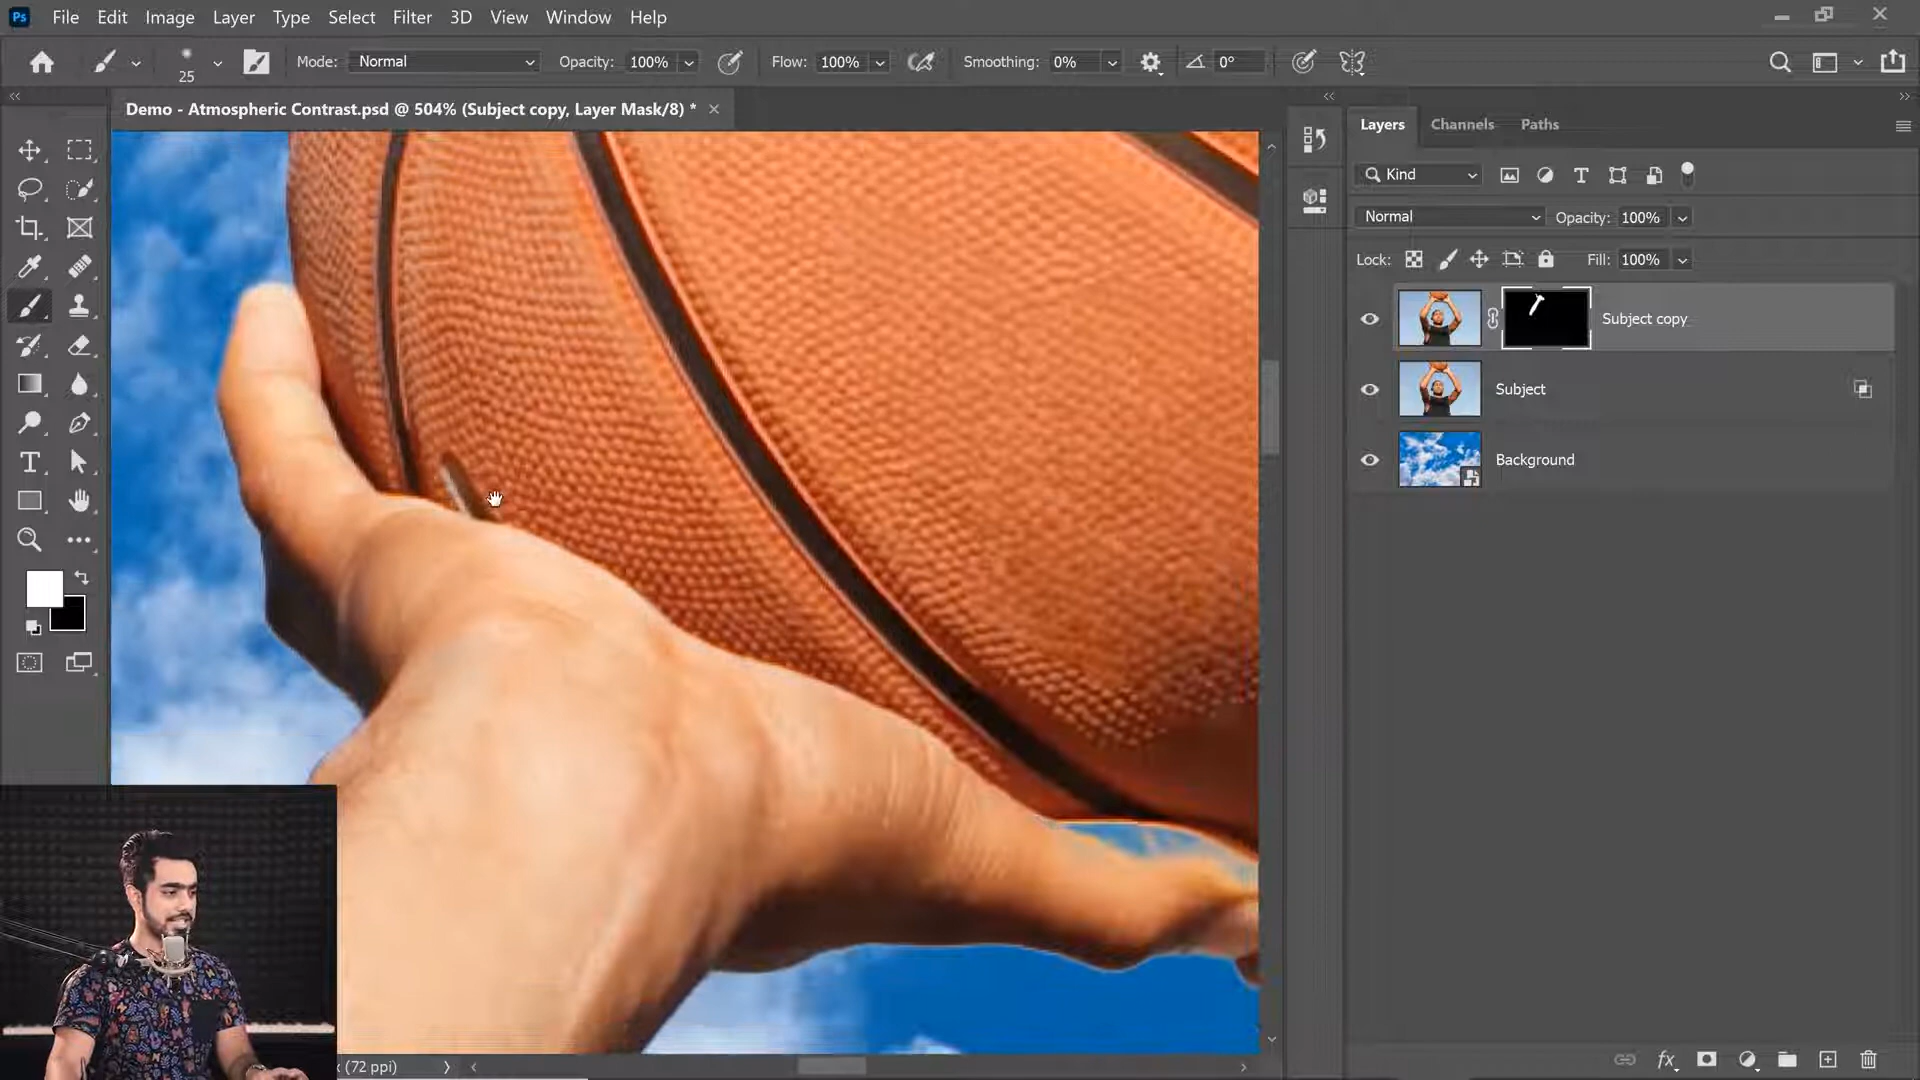 Ps File Edit Image Layer Type Select Filter 3D View Window Help
25 Mode: Normal Opacity: 100% Flow: 100% Smoothing: 0% 0°
Demo - Atmospheric Contrast.psd @ 504% (Subject copy, Layer Mask/8) *
Layers Channels Paths
Kind
Normal Opacity: 100%
Lock: Fill: 100%
Subject copy
Subject
Background
(72 ppi)
fx